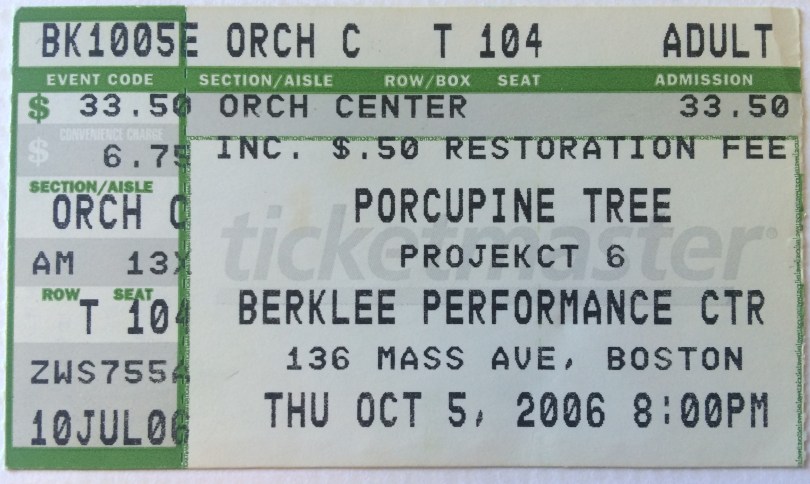 BK1005E ORCH C T 104 ADULT
EVENT CODE SECTION/AISLE ROW/BOX SEAT ADMISSION
$ 33.50 ORCH CENTER 33.50
CONVENIENCE CHARGE
$ 6.75 INC. $.50 RESTORATION FEE
SECTION/AISLE
ORCH C PORCUPINE TREE
ticketmaster
AM 13X PROJEKCT 6
ROW SEAT
T 104 BERKLEE PERFORMANCE CTR
ZWS7554 136 MASS AVE, BOSTON
10JUL06 THU OCT 5, 2006 8:00PM